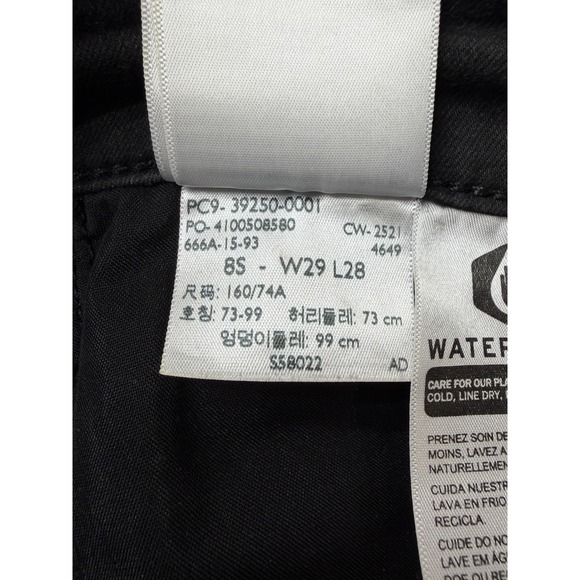 PC9- 39250-0001
PO- 4100508580 CW- 2521
666A-15-93 4649
8S - W29 L28
尺码: 160/74A
호칭: 73-99 허리둘레: 73 cm
엉덩이둘레: 99 cm
S58022 AD
WATER
CARE FOR OUR PLA
COLD, LINE DRY,
PRENEZ SOIN DE
MOINS, LAVEZ A
NATURELLEMEN
CUIDA NUESTR
LAVA EN FRIO
RECICLA.
CUIDE DO NO
LAVE EM ÁG
DOE OU RE